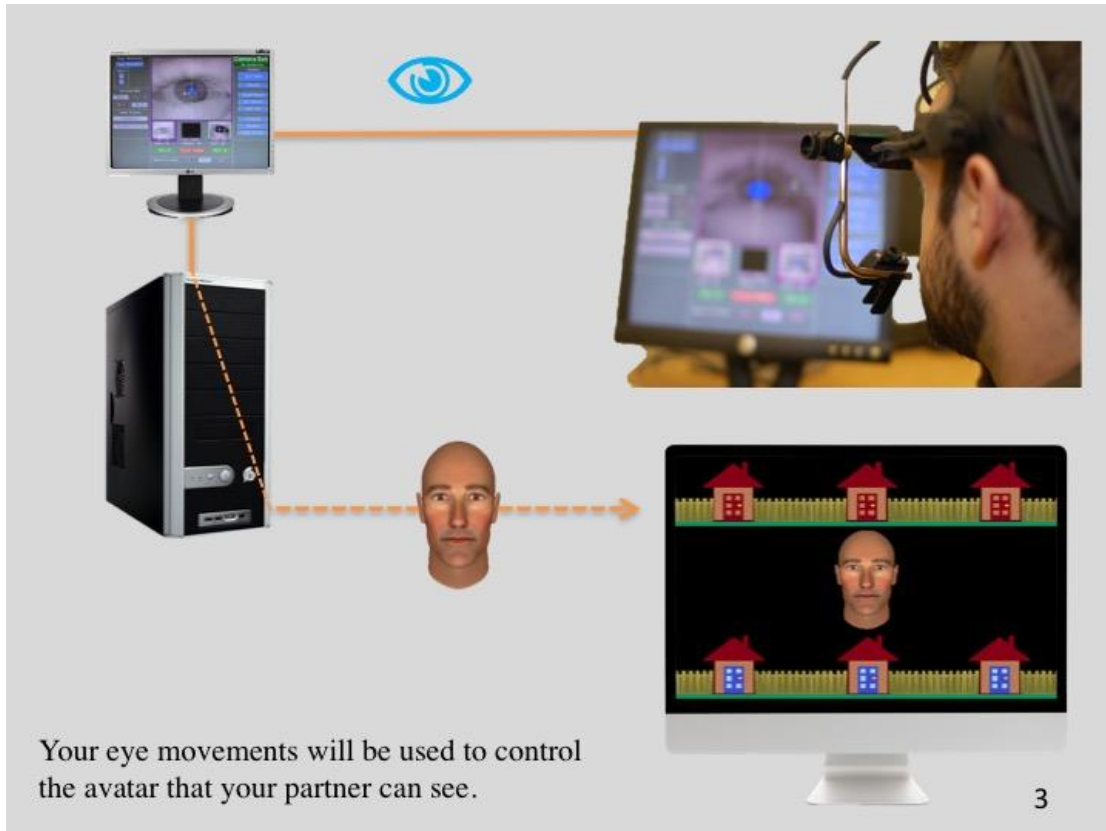 Your eye movements will be used to control
the avatar that your partner can see.
3